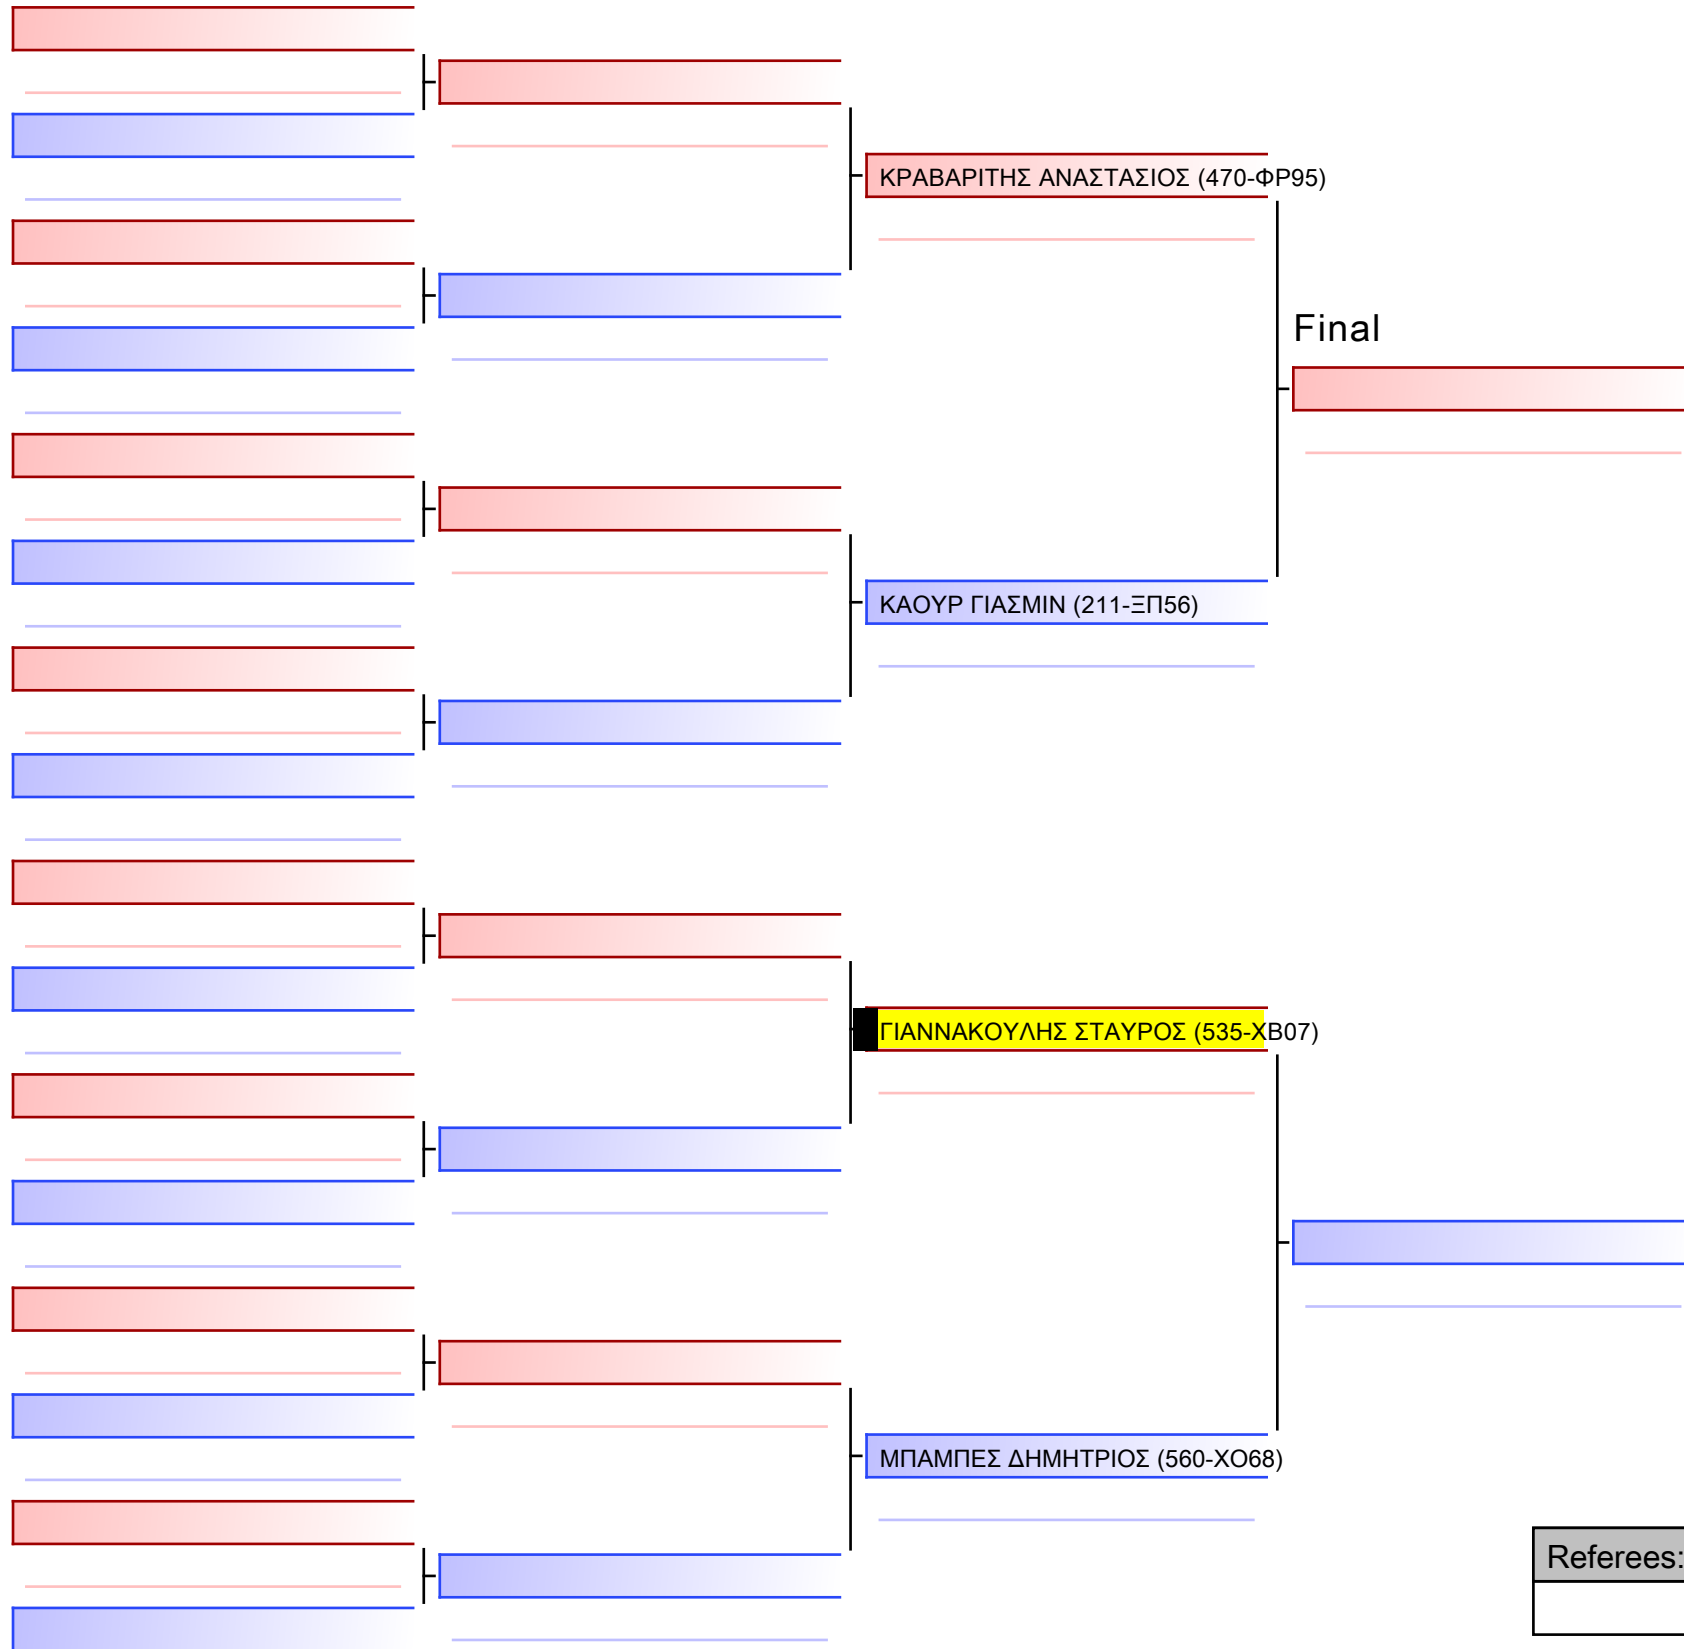 ΚΡΑΒΑΡΙΤΗΣ ΑΝΑΣΤΑΣΙΟΣ (470-ΦΡ95)
Final
ΚΑΟΥΡ ΓΙΑΣΜΙΝ (211-ΞΠ56)
ΓΙΑΝΝΑΚΟΥΛΗΣ ΣΤΑΥΡΟΣ (535-ΧΒ07)
ΜΠΑΜΠΕΣ ΔΗΜΗΤΡΙΟΣ (560-ΧΟ68)
Referees: